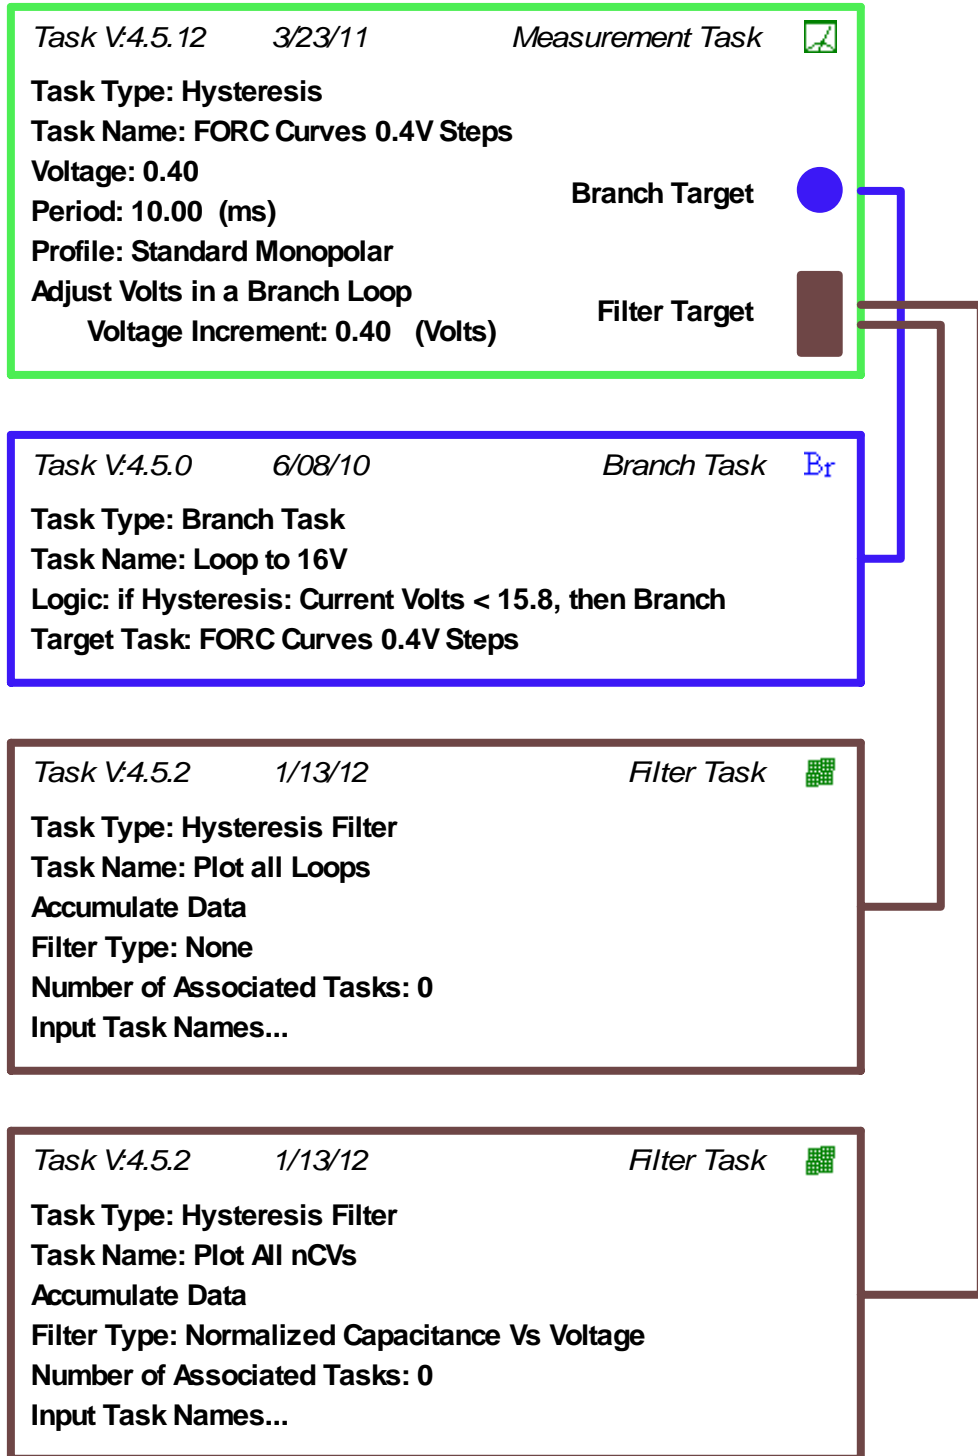 Task V:4.5.12 3/23/11 Measurement Task
Task Type: Hysteresis
Task Name: FORC Curves 0.4V Steps
Voltage: 0.40
Period: 10.00 (ms)
Branch Target
Profile: Standard Monopolar
Adjust Volts in a Branch Loop
Filter Target
Voltage Increment: 0.40 (Volts)
Task V:4.5.0 6/08/10 Branch Task Br
Task Type: Branch Task
Task Name: Loop to 16V
Logic: if Hysteresis: Current Volts < 15.8, then Branch
Target Task: FORC Curves 0.4V Steps
Task V:4.5.2 1/13/12 Filter Task
Task Type: Hysteresis Filter
Task Name: Plot all Loops
Accumulate Data
Filter Type: None
Number of Associated Tasks: 0
Input Task Names...
Task V:4.5.2 1/13/12 Filter Task
Task Type: Hysteresis Filter
Task Name: Plot All nCVs
Accumulate Data
Filter Type: Normalized Capacitance Vs Voltage
Number of Associated Tasks: 0
Input Task Names...